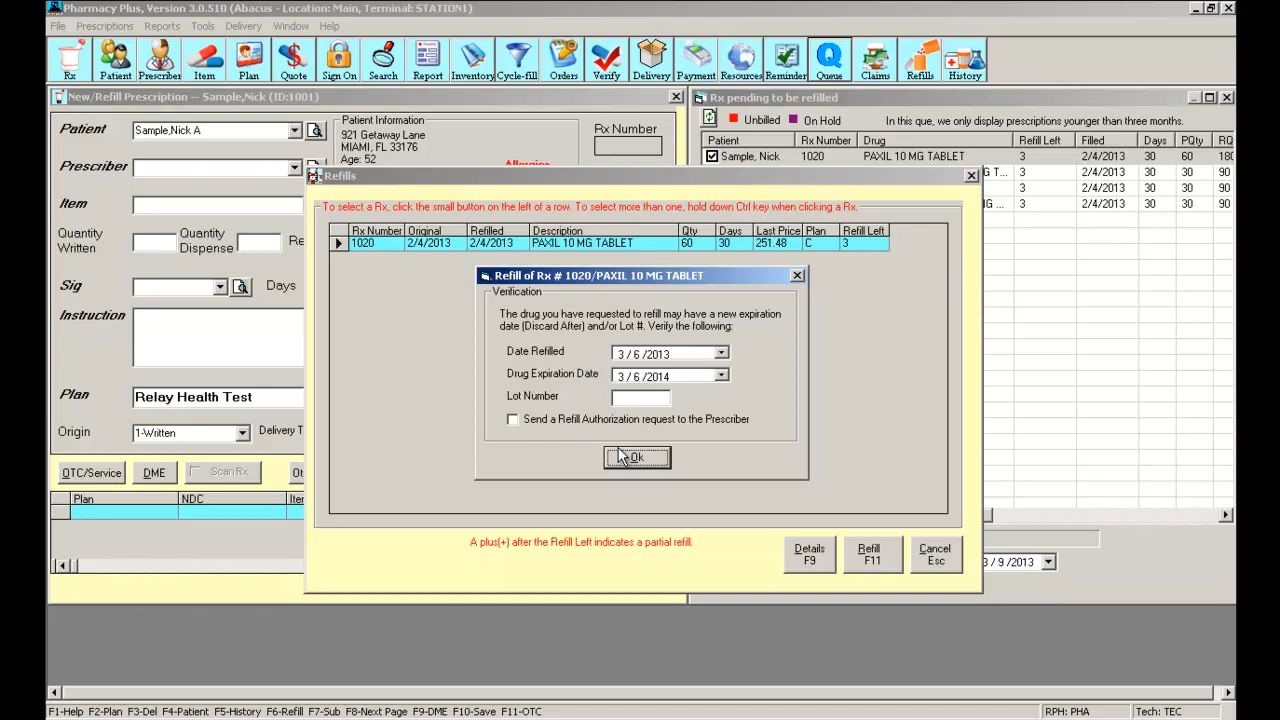 Pharmacy Plus, Version 3.0.510 (Abacus - Location: Main, Terminal: STATION1)
File Prescriptions Reports Tools Delivery Window Help
Rx Patient Prescriber Item Plan Quote Sign On Search Report Inventory Cycle-fill Orders Verify Delivery Payment Resources Reminder Queue Claims Refills History
New/Refill Prescription -- Sample,Nick (ID:1001)
Patient Sample,Nick A
Patient Information
921 Getaway Lane
MIAMI, FL 33176
Age: 52
Rx Number
Prescriber
Item
Quantity Written
Quantity Dispense
Sig
Days
Instruction
Plan Relay Health Test
Origin 1-Written
OTC/Service DME Scan Rx
Plan NDC
Rx pending to be refilled
Unbilled On Hold In this que, we only display prescriptions younger than three months.
Patient Rx Number Drug Refill Left Filled Days PQty RQ
Sample, Nick 1020 PAXIL 10 MG TABLET 3 2/4/2013 30 60 180
G T... 3 2/4/2013 30 90 90
3 2/4/2013 30 90 90
MG ... 3 2/4/2013 30 90 90
3 / 9 /2013
Refills
To select a Rx, click the small button on the left of a row. To select more than one, hold down Ctrl key when clicking a Rx.
Rx Number Original Refilled Description Qty Days Last Price Plan Refill Left
1020 2/4/2013 2/4/2013 PAXIL 10 MG TABLET 60 30 251.48 C 3
Refill of Rx # 1020/PAXIL 10 MG TABLET
Verification
The drug you have requested to refill may have a new expiration
date (Discard After) and/or Lot #. Verify the following:
Date Refilled 3 / 6 /2013
Drug Expiration Date 3 / 6 /2014
Lot Number
Send a Refill Authorization request to the Prescriber
Ok
A plus(+) after the Refill Left indicates a partial refill.
Details F9
Refill F11
Cancel Esc
F1-Help F2-Plan F3-Del F4-Patient F5-History F6-Refill F7-Sub F8-Next Page F9-DME F10-Save F11-OTC
RPH: PHA Tech: TEC